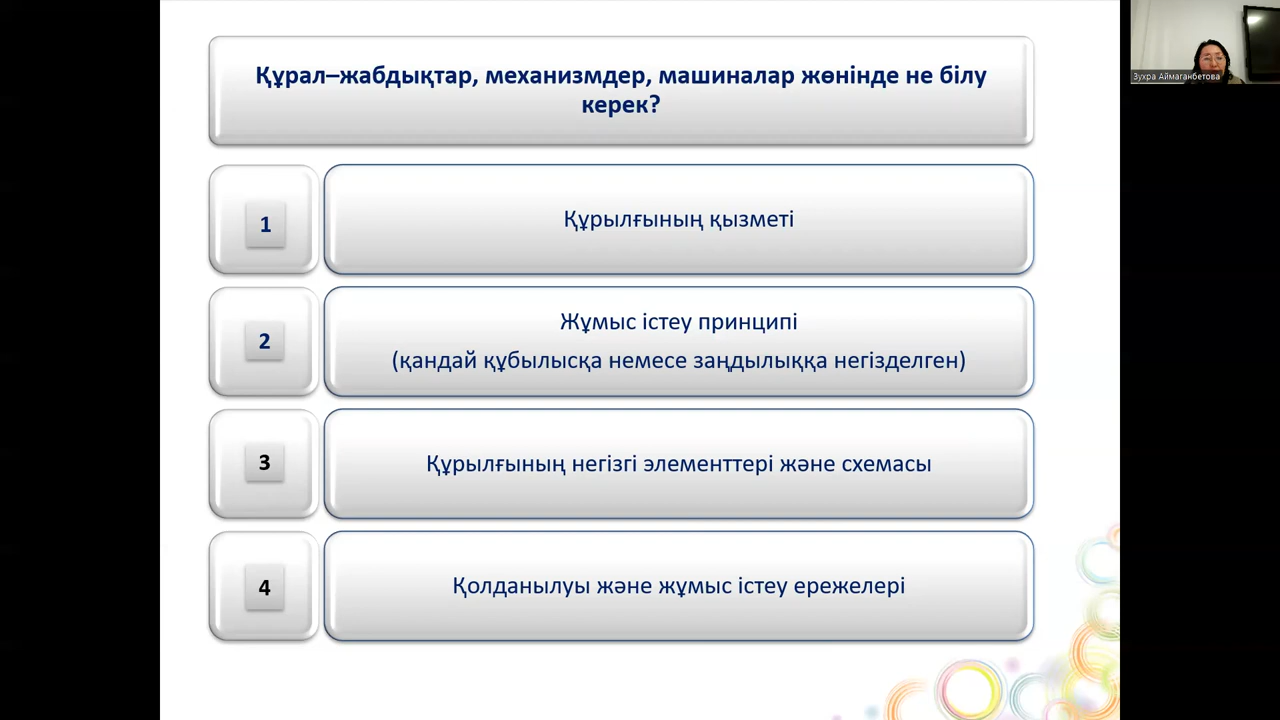 Құрал–жабдықтар, механизмдер, машиналар жөнінде не білу
керек?
1
Құрылғының қызметі
2
Жұмыс істеу принципі
(қандай құбылысқа немесе заңдылыққа негізделген)
3
Құрылғының негізгі элементтері және схемасы
4
Қолданылуы және жұмыс істеу ережелері
Зухра Аймаганбетова